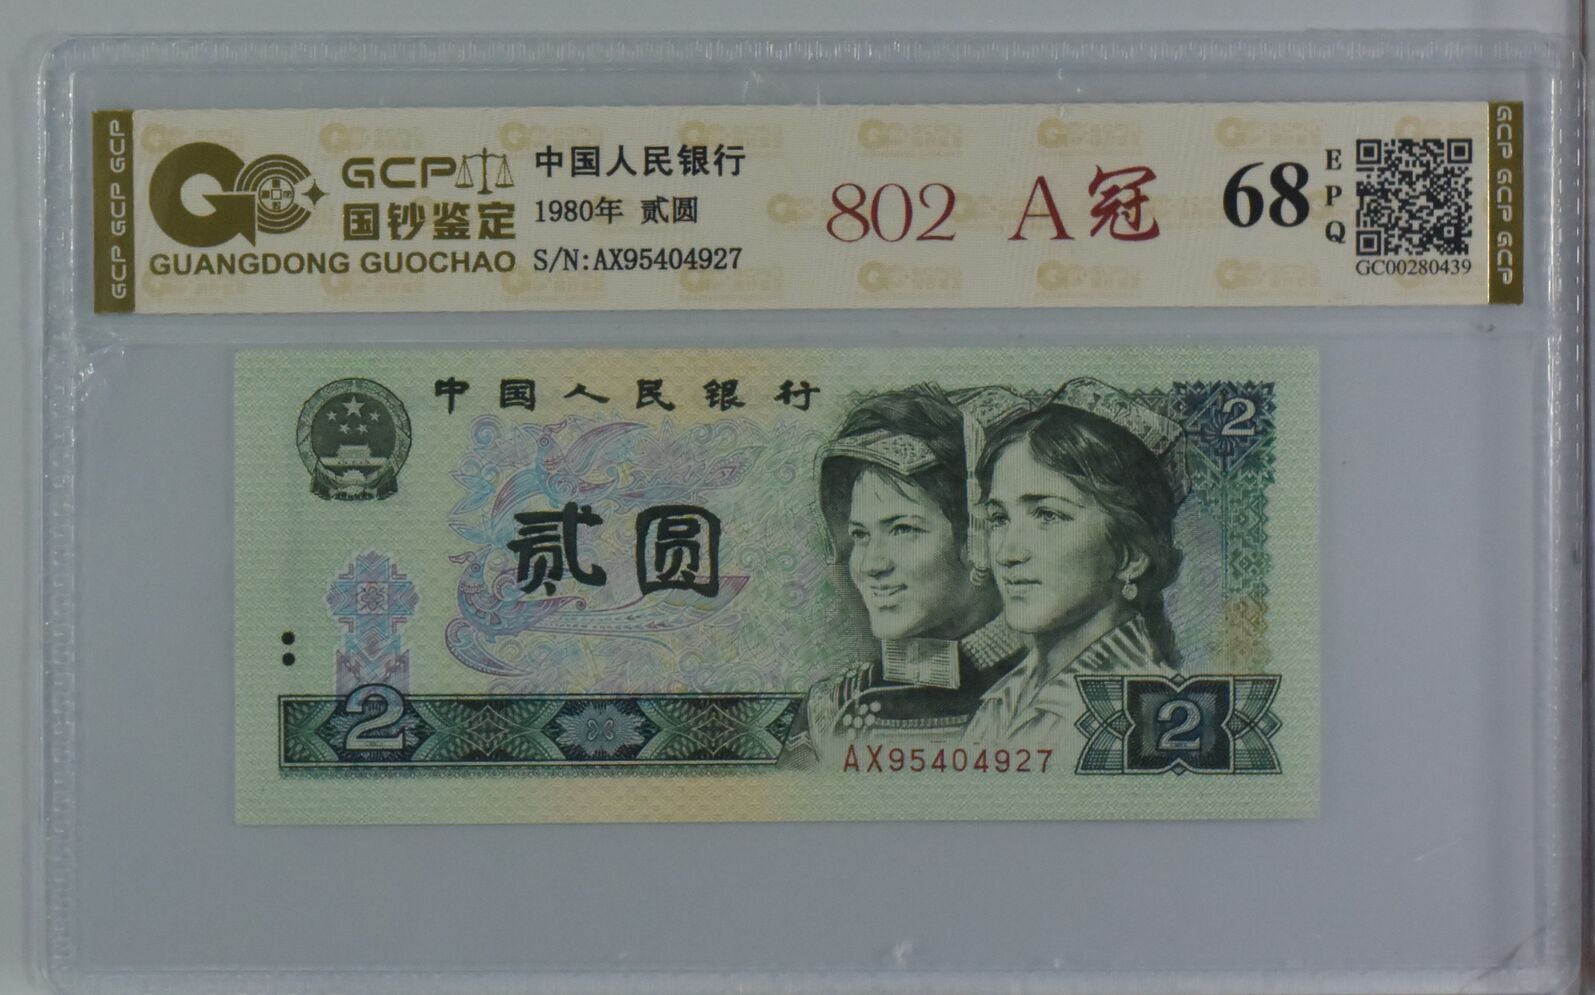 GCP
国钞鉴定
GUANGDONG GUOCHAO
中国人民银行
1980年 贰圆
S/N:AX95404927
802 A冠
68
EPQ
GC00280439
GCP GCP GCP
GCP GCP GCP
中国人民银行
2
贰圆
2
2
AX95404927